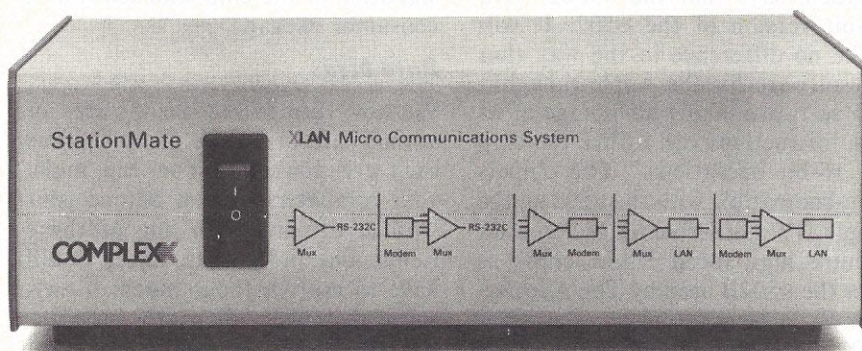 StationMate
XLAN Micro Communications System
I
O
COMPLEXX
RS-232C
RS-232C
Mux
Modem
Mux
Mux
Modem
Mux
LAN
Modem
Mux
LAN